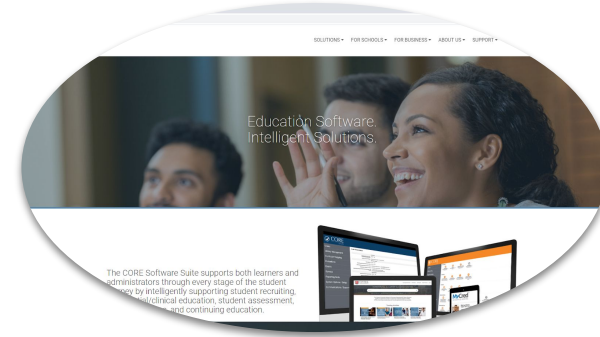 SOLUTIONS FOR SCHOOLS FOR BUSINESS ABOUT US SUPPORT
Education Software.
Intelligent Solutions.
The CORE Software Suite supports both learners and
administrators through every stage of the student
by intelligently supporting student recruiting,
education, student assessment,
and continuing education.
CORE
MyCred